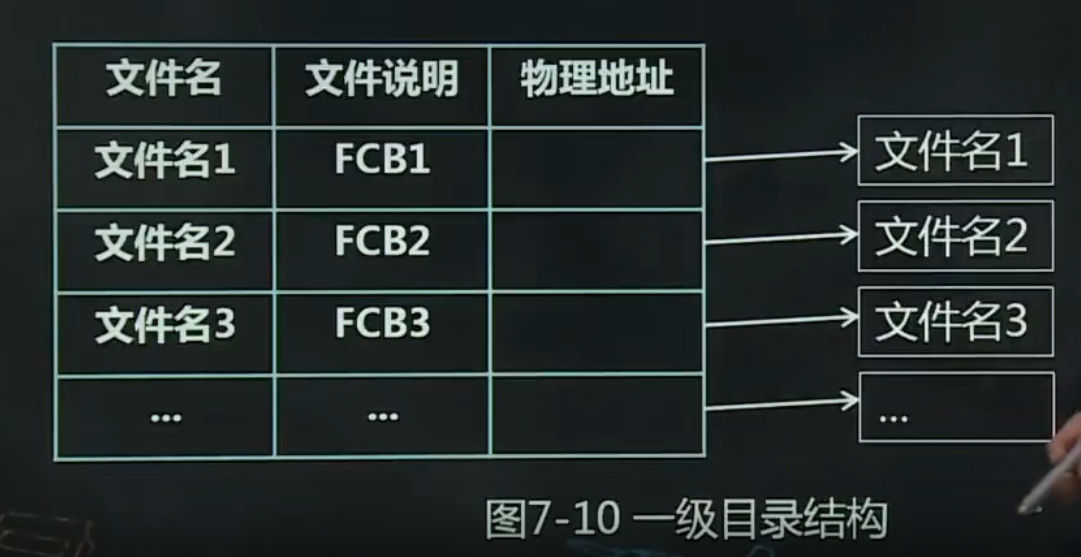 文件名 文件说明 物理地址
文件名1 FCB1
文件名1
文件名2 FCB2
文件名2
文件名3 FCB3
文件名3
... ...
...
图7-10 一级目录结构